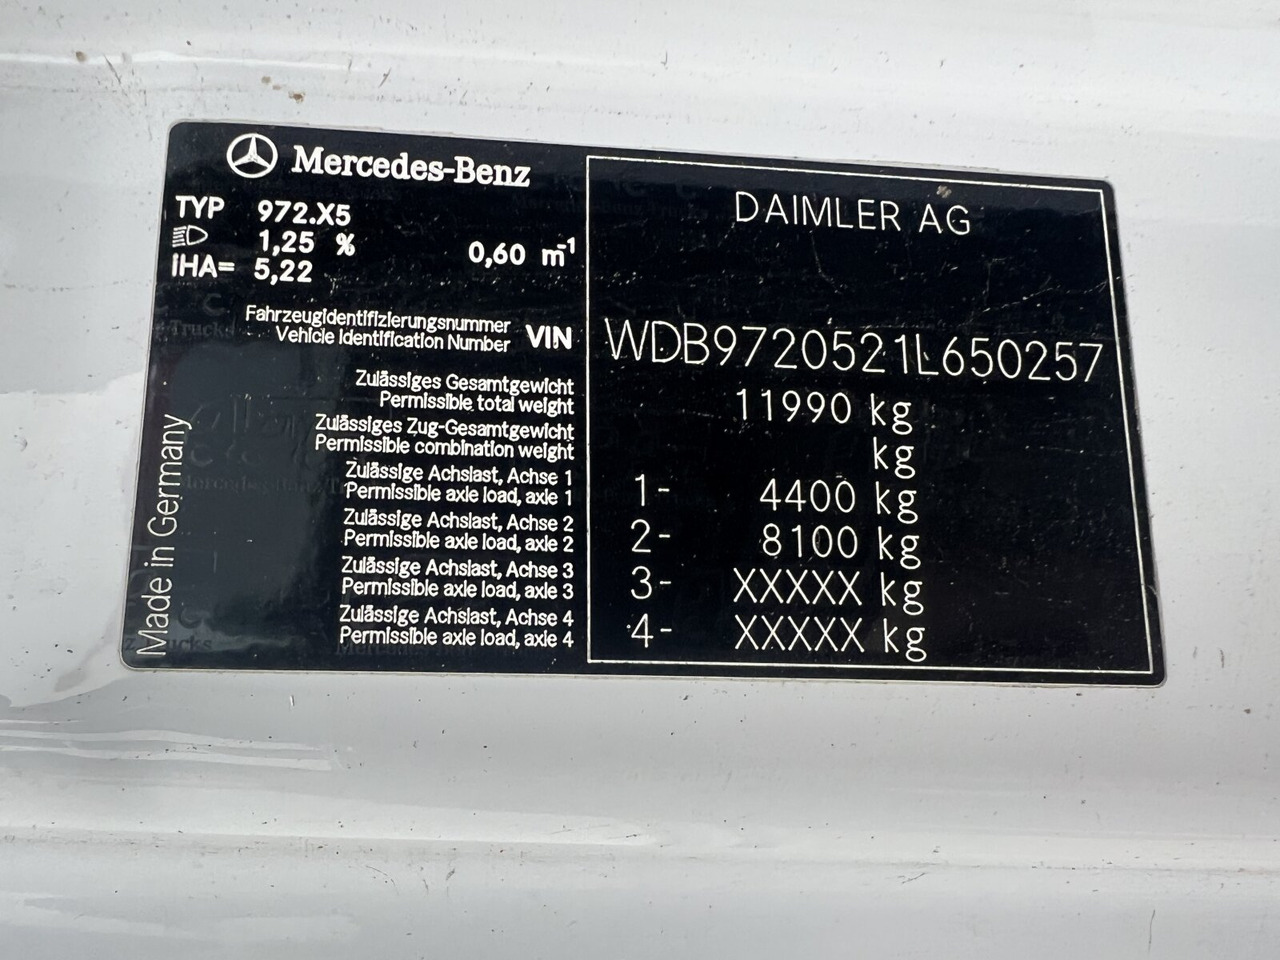 Mercedes-Benz
TYP 972.X5
1,25 % 0,60 m-1
iHA= 5,22
DAIMLER AG
Fahrzeugidentifizierungsnummer
Vehicle Identification Number VIN WDB9720521L650257
Zulässiges Gesamtgewicht
Permissible total weight 11990 kg
Zulässiges Zug-Gesamtgewicht
Permissible combination weight kg
Zulässige Achslast, Achse 1
Permissible axle load, axle 1 1- 4400 kg
Zulässige Achslast, Achse 2
Permissible axle load, axle 2 2- 8100 kg
Zulässige Achslast, Achse 3
Permissible axle load, axle 3 3- XXXXX kg
Zulässige Achslast, Achse 4
Permissible axle load, axle 4 4- XXXXX kg
Made in Germany